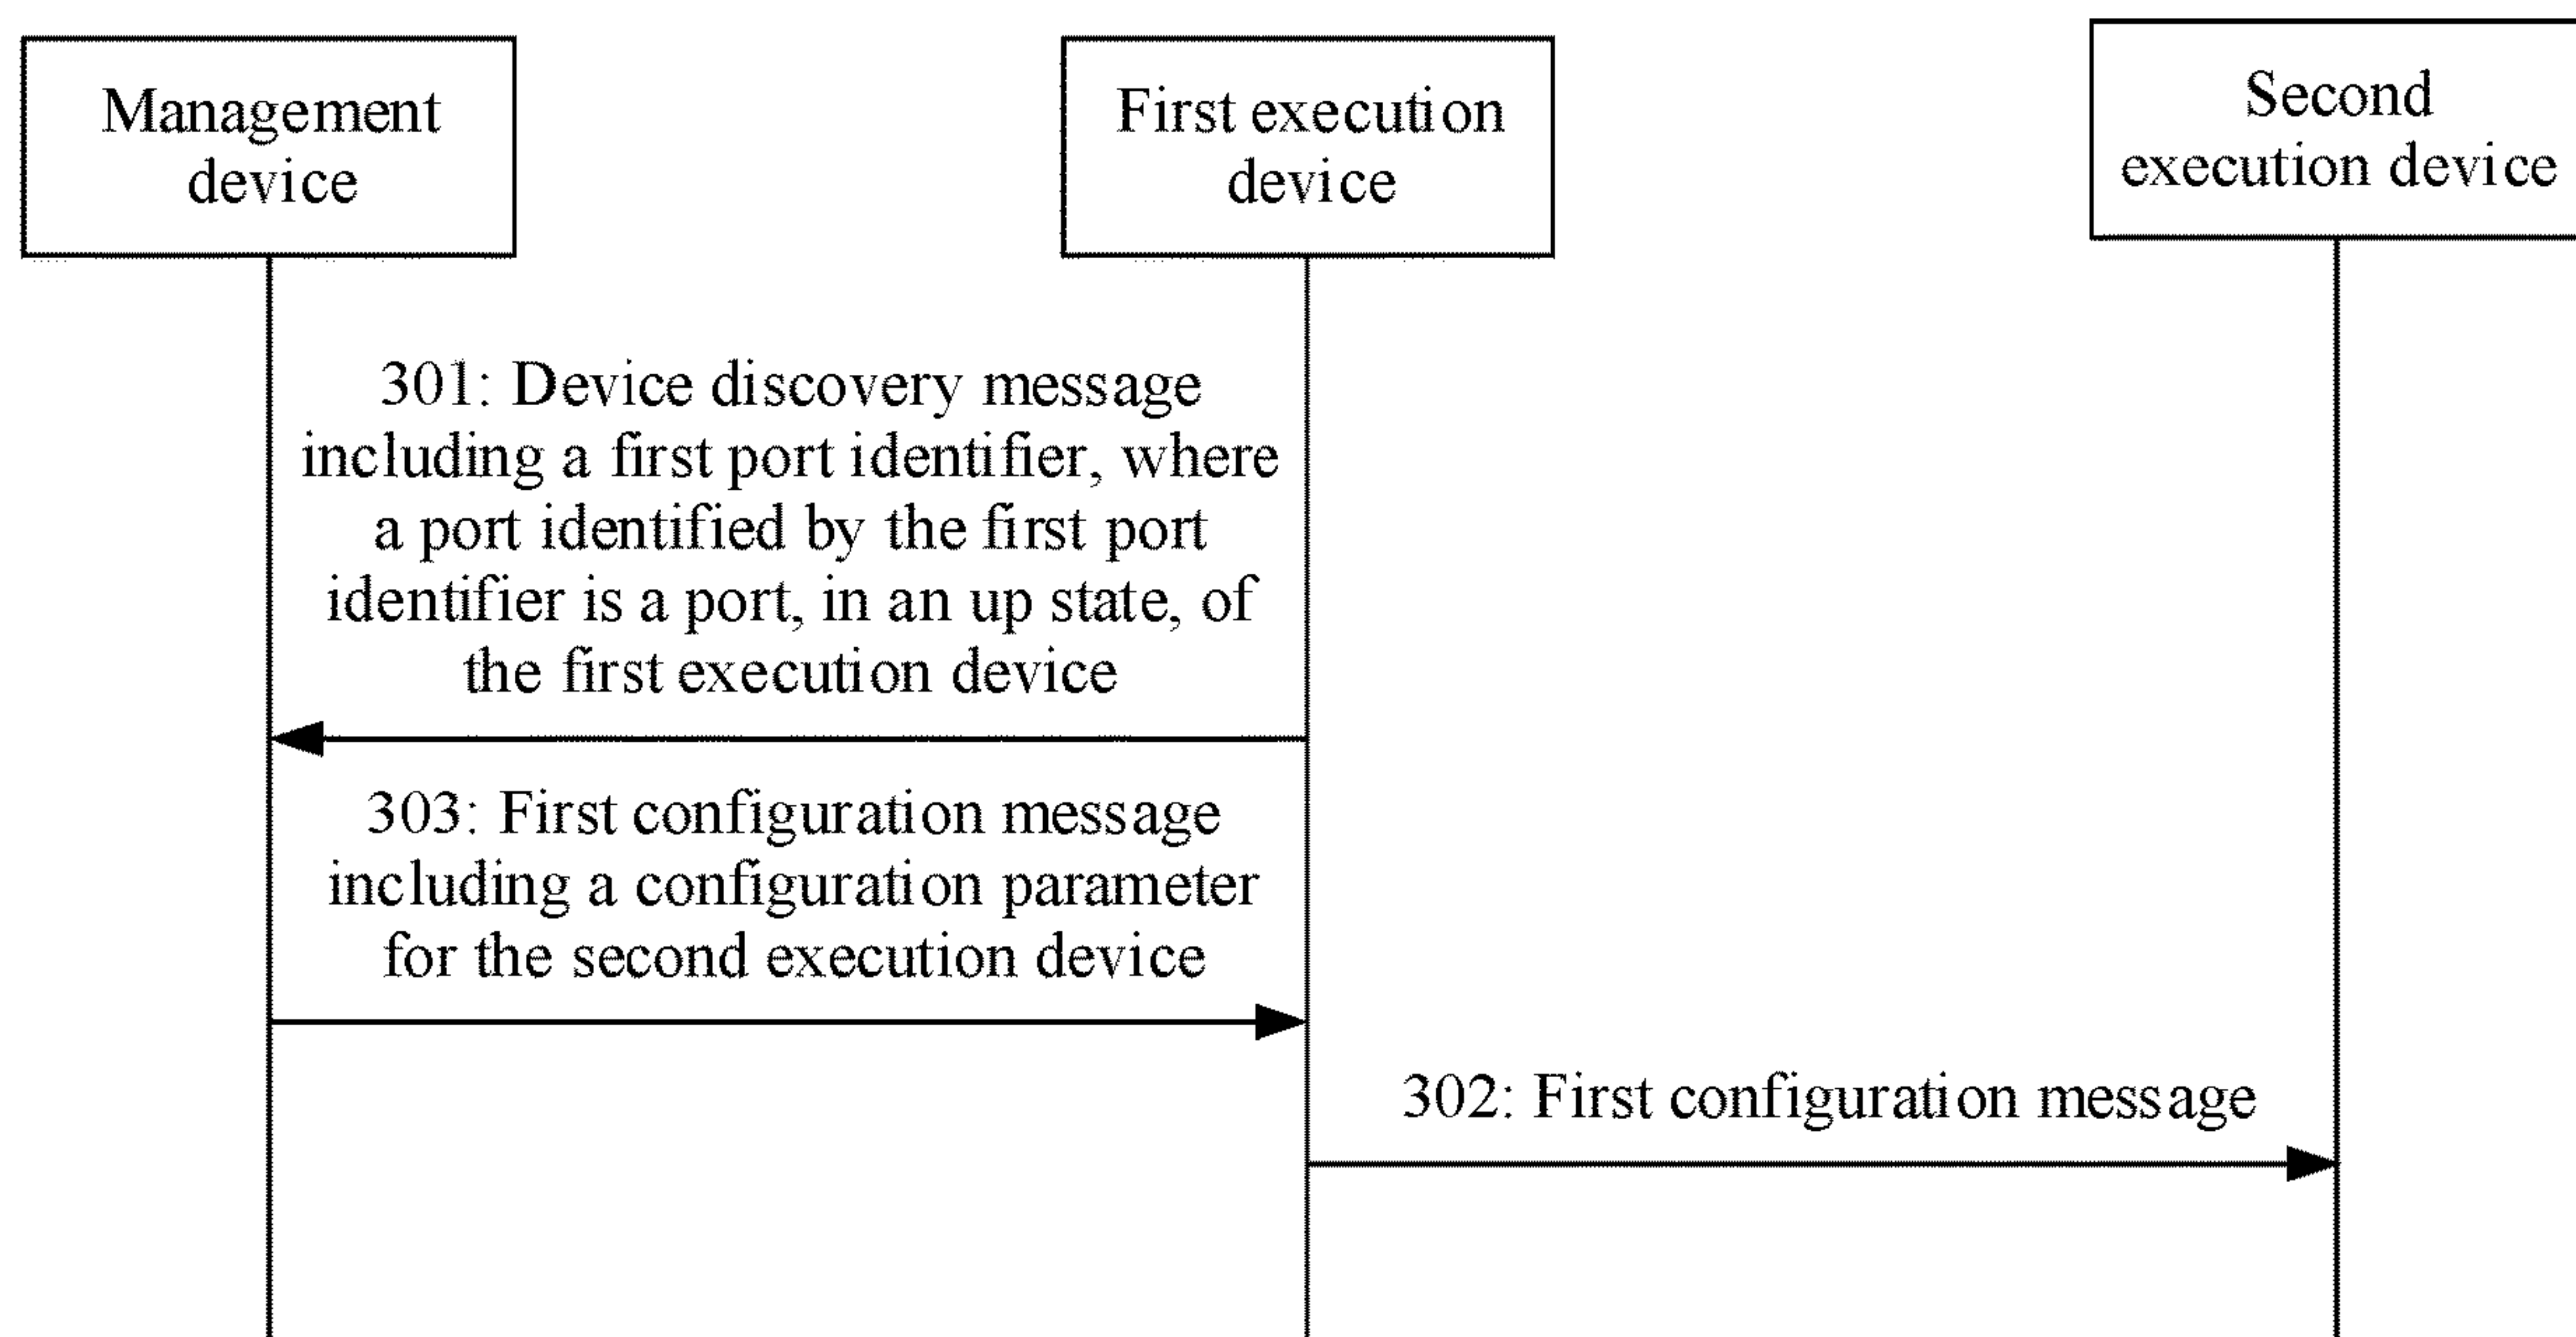 Management
device
First execution
device
Second
execution device
301: Device discovery message
including a first port identifier, where
a port identified by the first port
identifier is a port, in an up state, of
the first execution device
303: First configuration message
including a configuration parameter
for the second execution device
302: First configuration message